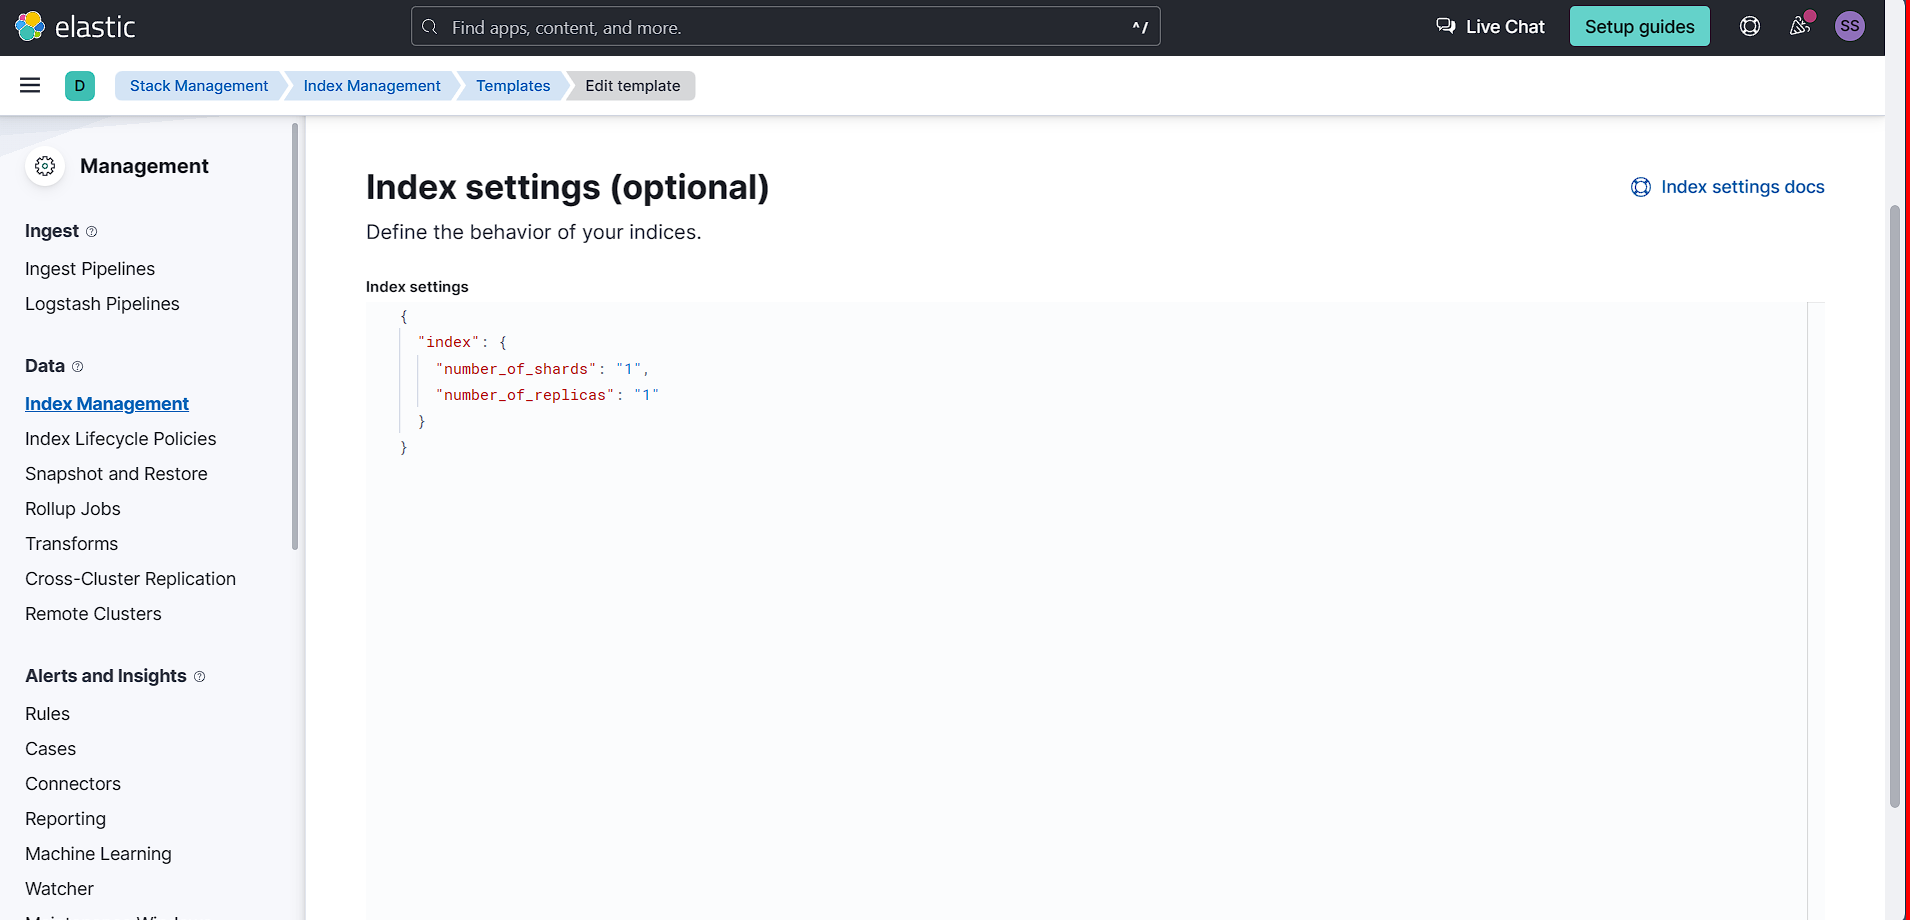 elastic
Find apps, content, and more.
^/
Live Chat
Setup guides
SS
D
Stack Management
Index Management
Templates
Edit template
Management
Ingest
Ingest Pipelines
Logstash Pipelines
Data
Index Management
Index Lifecycle Policies
Snapshot and Restore
Rollup Jobs
Transforms
Cross-Cluster Replication
Remote Clusters
Alerts and Insights
Rules
Cases
Connectors
Reporting
Machine Learning
Watcher
Index settings (optional)
Index settings docs
Define the behavior of your indices.
Index settings
{
"index": {
"number_of_shards": "1",
"number_of_replicas": "1"
}
}